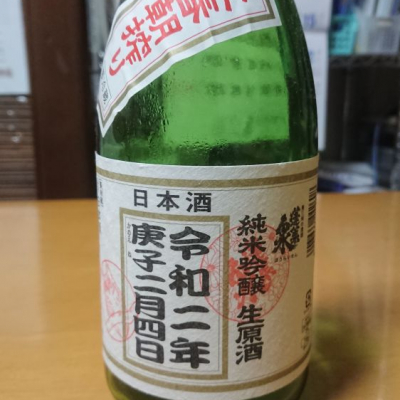 春朝搾り
日本酒
純米吟醸 生原酒
令和二年
庚子二月四日